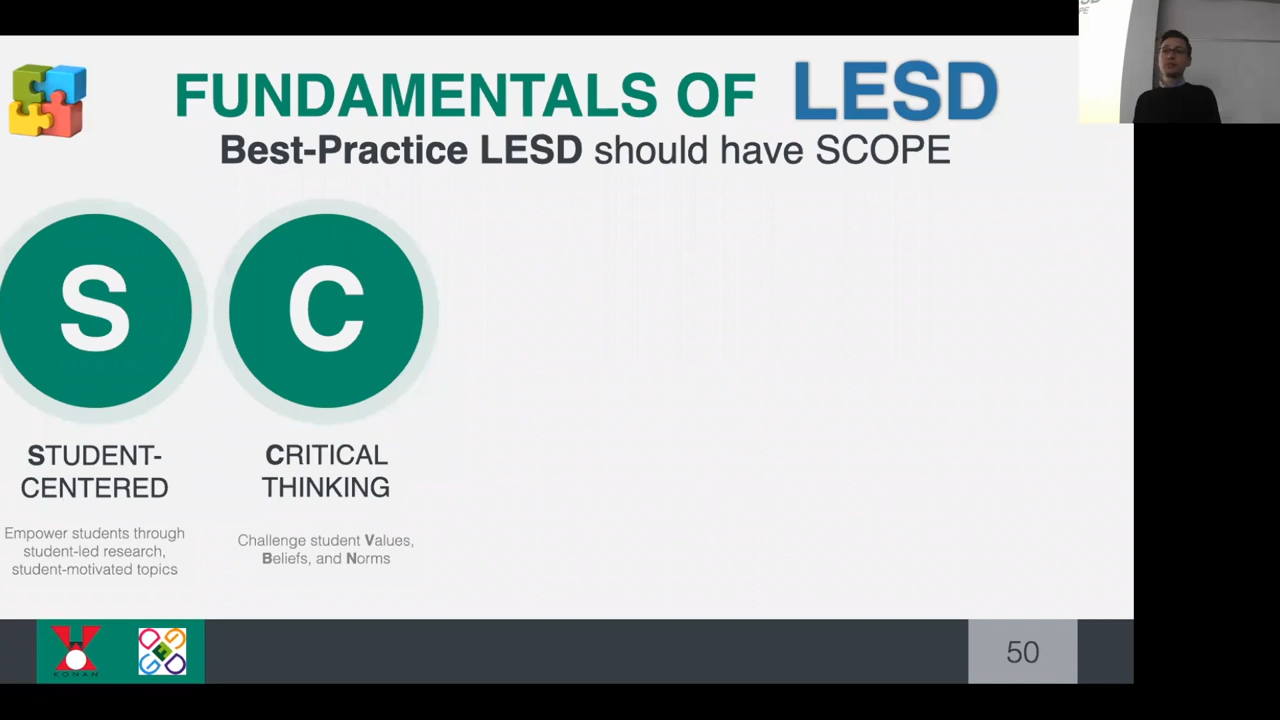 FUNDAMENTALS OF LESD
Best-Practice LESD should have SCOPE
S
C
STUDENT-
CENTERED
CRITICAL
THINKING
Empower students through
student-led research,
student-motivated topics
Challenge student Values,
Beliefs, and Norms
KONAN
50